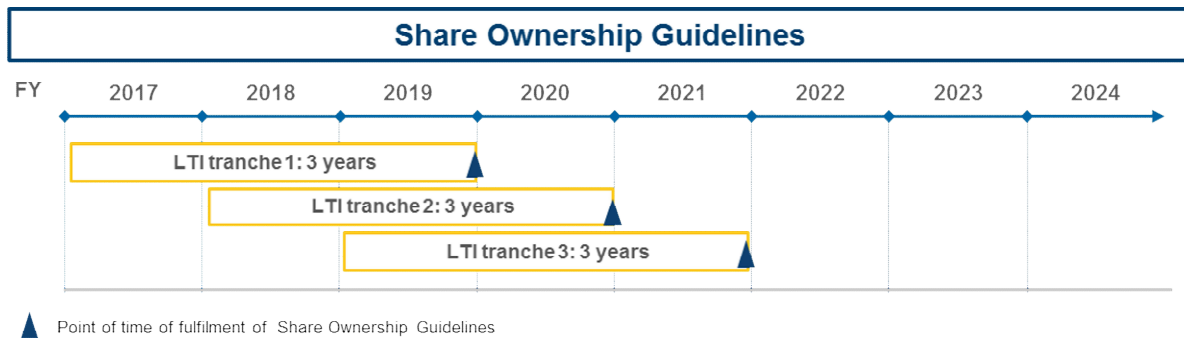 Share Ownership Guidelines
FY 2017 2018 2019 2020 2021 2022 2023 2024
LTI tranche 1: 3 years
LTI tranche 2: 3 years
LTI tranche 3: 3 years
Point of time of fulfilment of Share Ownership Guidelines